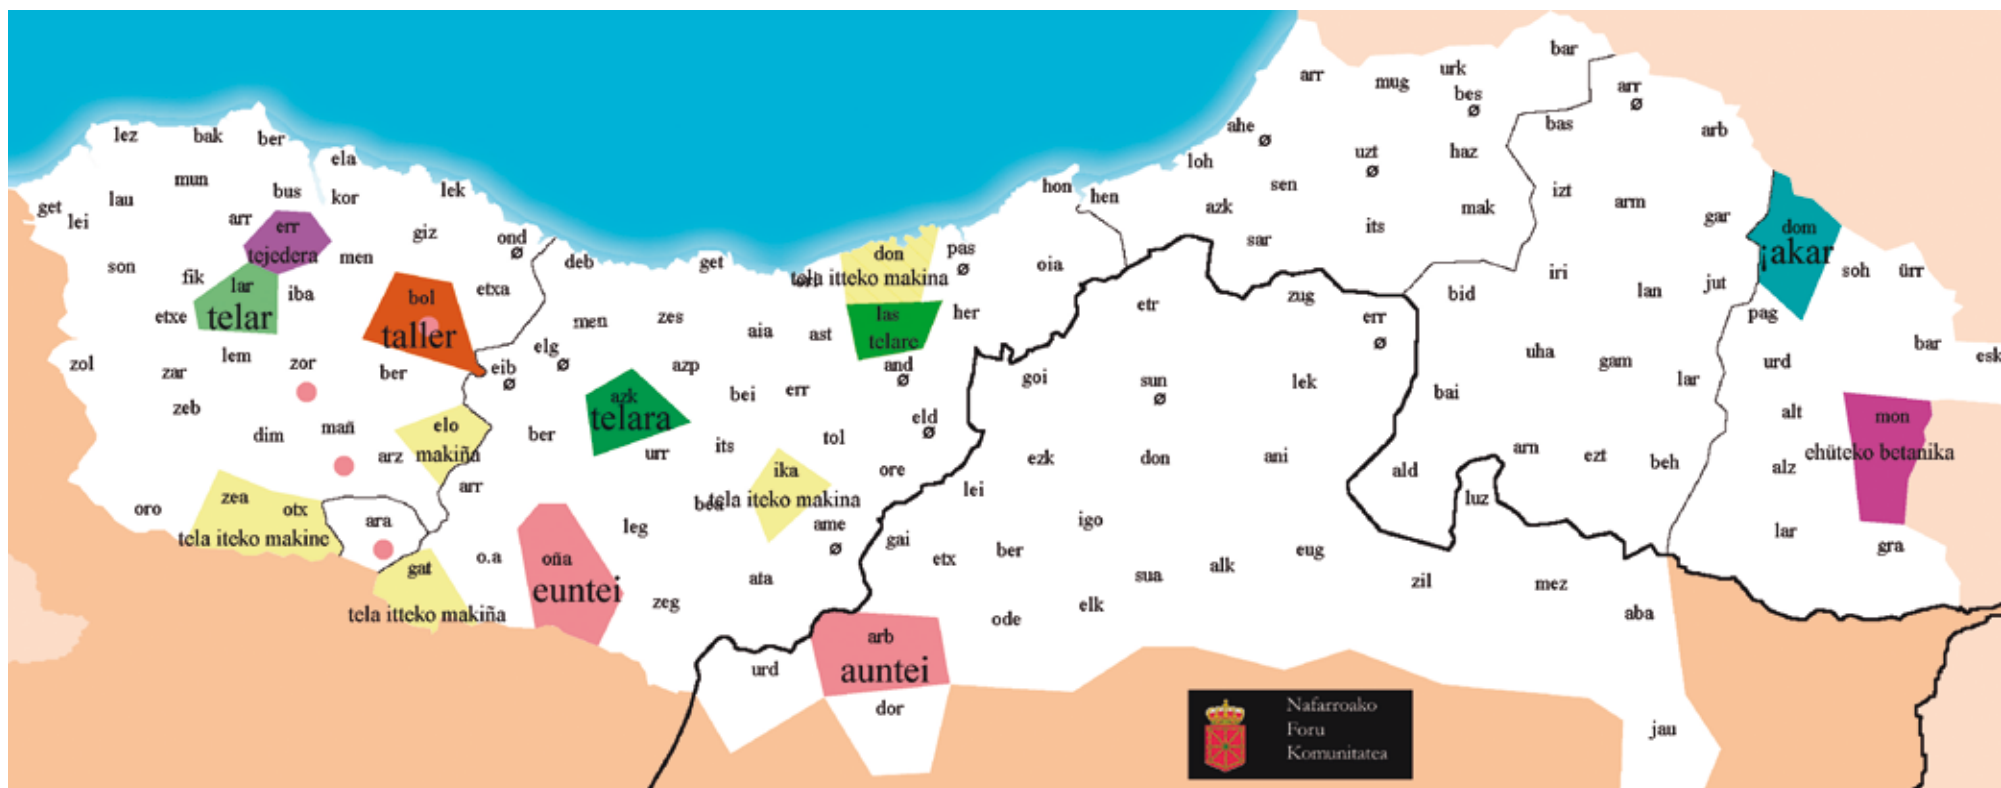 bar
arr
mug
urk
bes
Ø
arr
Ø
lez
bak
ber
ela
ahe
Ø
bas
arb
mun
lau
bus
kor
lek
loh
uzt
Ø
haz
get
lei
hon
hen
sen
izt
arm
arr
err
tejedera
giz
azk
its
mak
gar
son
men
ond
Ø
don
tela itteko makina
pas
Ø
sar
dom
¡akar
fik
lar
telar
iba
deb
get
oia
iri
lan
jut
soh
ürr
etxe
bol
taller
etxa
etr
zug
bid
pag
men
zes
aia
ast
las
telare
her
err
Ø
zol
lem
zor
ber
eib
Ø
elg
Ø
azp
and
Ø
uha
gam
urd
bar
esk
zar
goi
sun
Ø
lek
lar
zeb
azk
telara
bei
err
bai
dim
mañ
elo
makiña
ber
its
tol
eld
Ø
alt
mon
ehüteko betanika
arz
urr
ezk
don
ani
arn
ezt
beh
alz
arr
ika
tela iteko makina
ore
lei
ald
luz
oro
zea
otx
tela iteko makine
ara
leg
ame
Ø
igo
lar
gat
tela itteko makiña
o.a
oña
euntei
gai
etx
ber
eug
gra
ata
sua
alk
zil
mez
zeg
ode
elk
aba
urd
arb
auntei
dor
jau
Nafarroako
Foru
Komunitatea